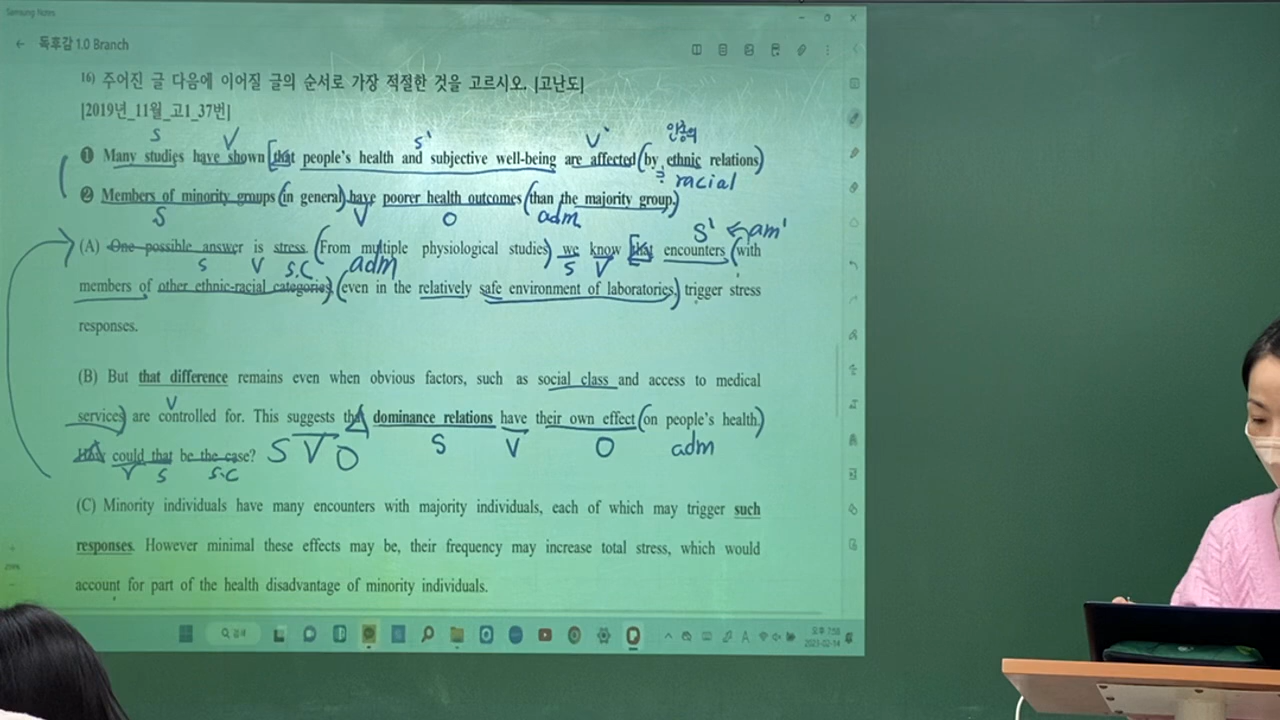 Samsung Notes
← 독후감 1.0 Branch
16) 주어진 글 다음에 이어질 글의 순서로 가장 적절한 것을 고르시오. [고난도]
[2019년_11월_고1_37번]
S V S' V' 인종의
❶ Many studies have shown that people's health and subjective well-being are affected (by ethnic relations)
racial
❷ Members of minority groups (in general) have poorer health outcomes (than the majority group.)
S V O adm S' am'
(A) One possible answer is stress. (From multiple physiological studies) we know that encounters (with
S V S.C adm S V
members of other ethnic-racial categories, (even in the relatively safe environment of laboratories,) trigger stress
responses.
(B) But that difference remains even when obvious factors, such as social class and access to medical
V
services) are controlled for. This suggests that dominance relations have their own effect (on people's health.)
S V O S V O adm
How could that be the case?
V S S.C
(C) Minority individuals have many encounters with majority individuals, each of which may trigger such
responses. However minimal these effects may be, their frequency may increase total stress, which would
account for part of the health disadvantage of minority individuals.
검색
오후 7:58
2023-02-14